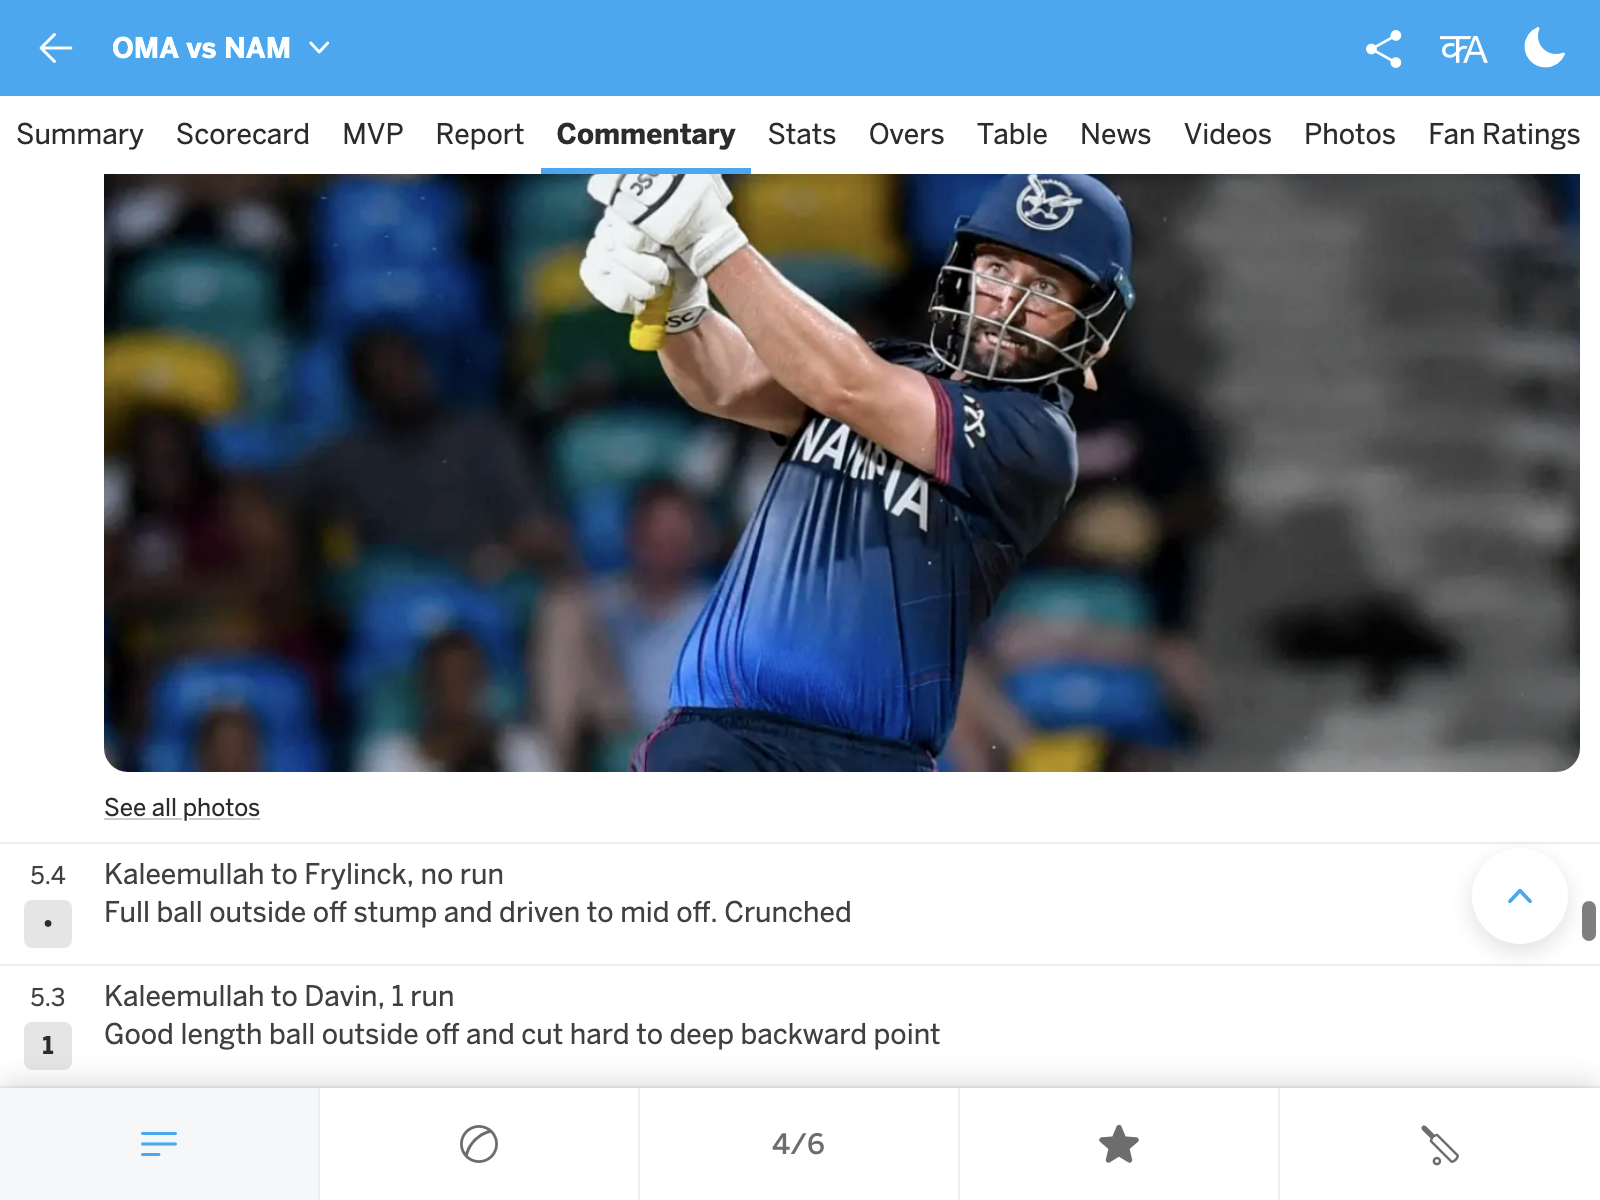 OMA vs NAM
क A
Summary Scorecard MVP Report Commentary Stats Overs Table News Videos Photos Fan Ratings
SC
SC
NAMIBIA
See all photos
5.4 Kaleemullah to Frylinck, no run
• Full ball outside off stump and driven to mid off. Crunched
5.3 Kaleemullah to Davin, 1 run
1 Good length ball outside off and cut hard to deep backward point
4/6